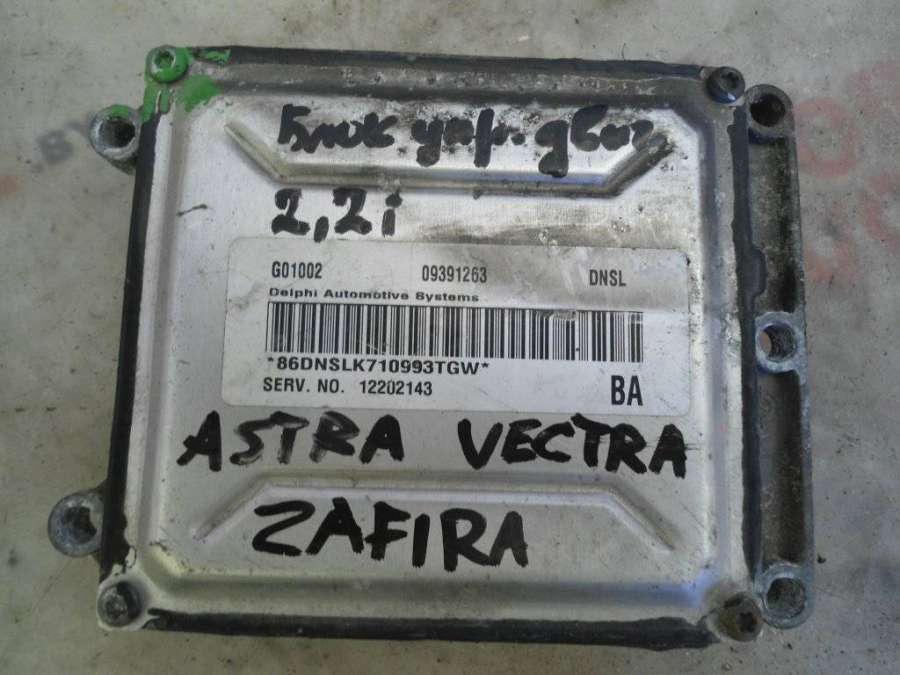 Блок упр. двиг
2,2i
G01002 09391263 DNSL
Delphi Automotive Systems
*86DNSLK710993TGW*
SERV. NO. 12202143 BA
ASTRA VECTRA
ZAFIRA